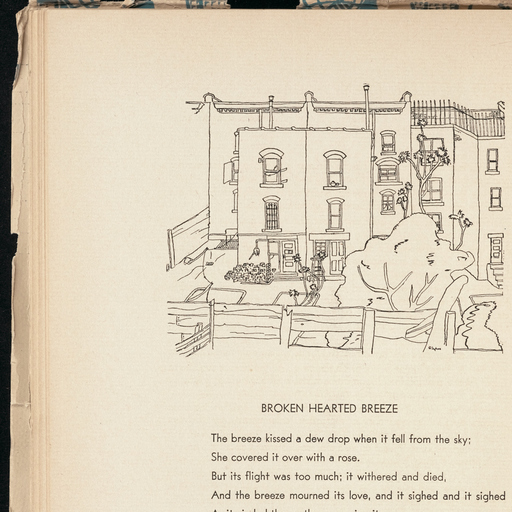 BROKEN HEARTED BREEZE
The breeze kissed a dew drop when it fell from the sky;
She covered it over with a rose.
But its flight was too much; it withered and died,
And the breeze mourned its love, and it sighed and it sighed